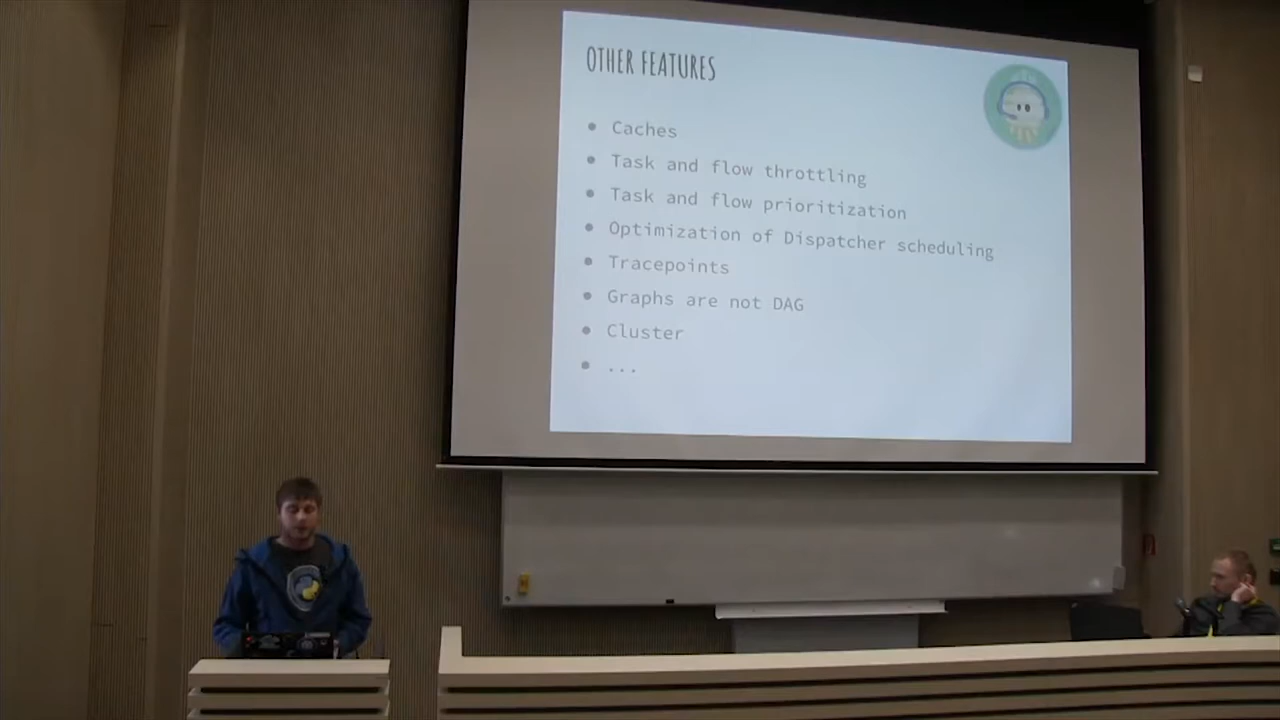 OTHER FEATURES
● Caches
● Task and flow throttling
● Task and flow prioritization
● Optimization of Dispatcher scheduling
● Tracepoints
● Graphs are not DAG
● Cluster
● ...